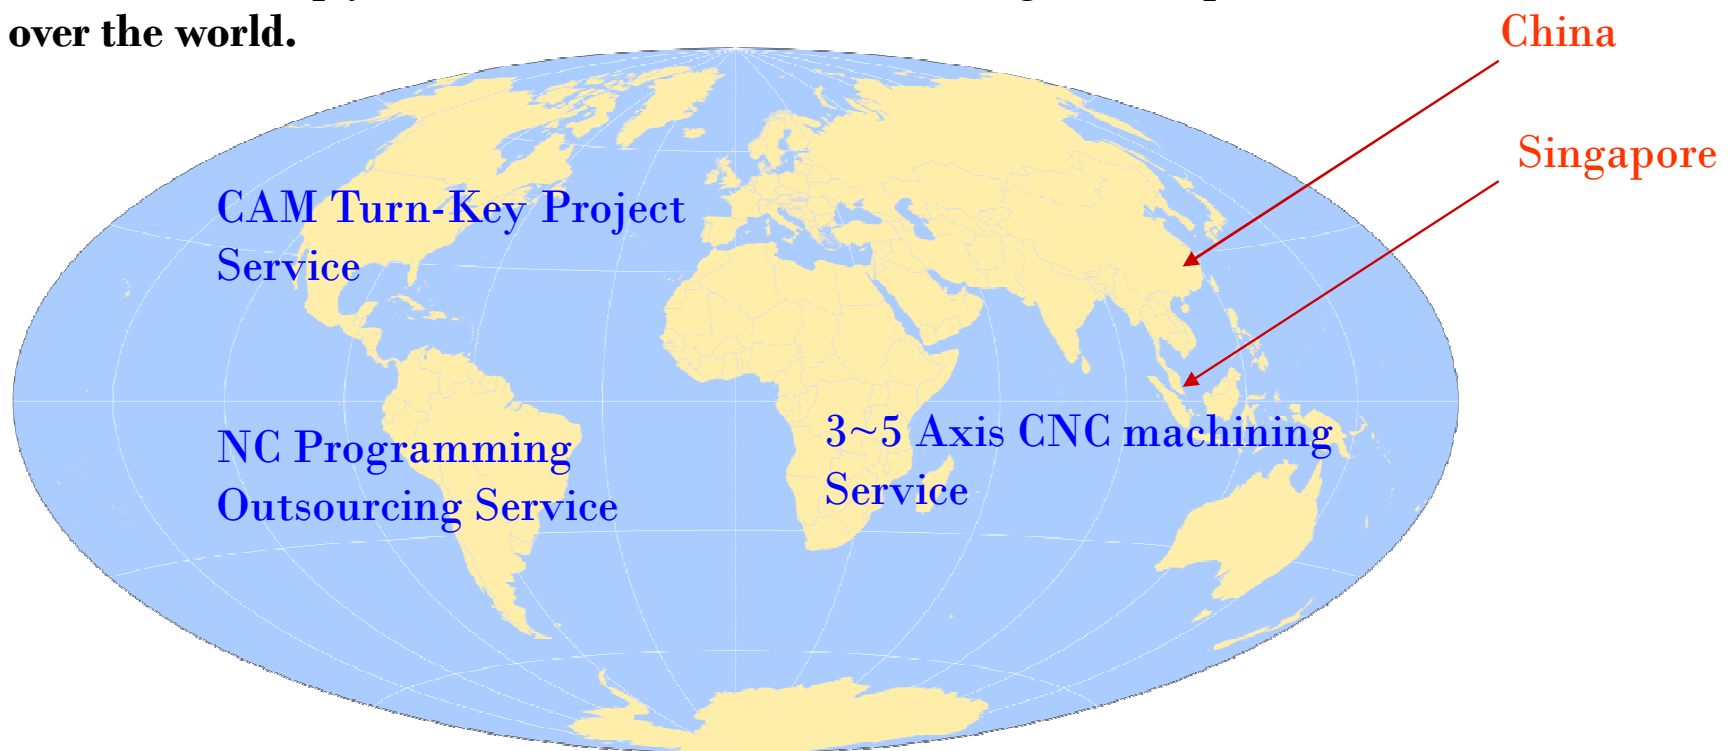 over the world.
China
Singapore
CAM Turn-Key Project
Service
NC Programming
Outsourcing Service
3~5 Axis CNC machining
Service